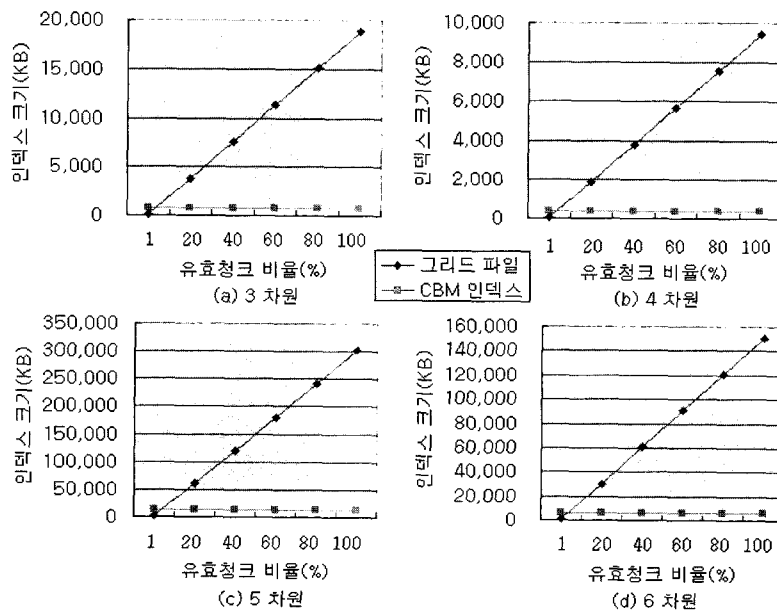 20,000
15,000
10,000
5,000
0
인덱스 크기(KB)
1 20 40 60 80 100
유효청크 비율(%)
(a) 3 차원
10,000
8,000
6,000
4,000
2,000
0
인덱스 크기(KB)
1 20 40 60 80 100
유효청크 비율(%)
(b) 4 차원
그리드 파일
CBM 인덱스
350,000
300,000
250,000
200,000
150,000
100,000
50,000
0
인덱스 크기(KB)
1 20 40 60 80 100
유효청크 비율(%)
(c) 5 차원
160,000
140,000
120,000
100,000
80,000
60,000
40,000
20,000
0
인덱스 크기(KB)
1 20 40 60 80 100
유효청크 비율(%)
(d) 6 차원